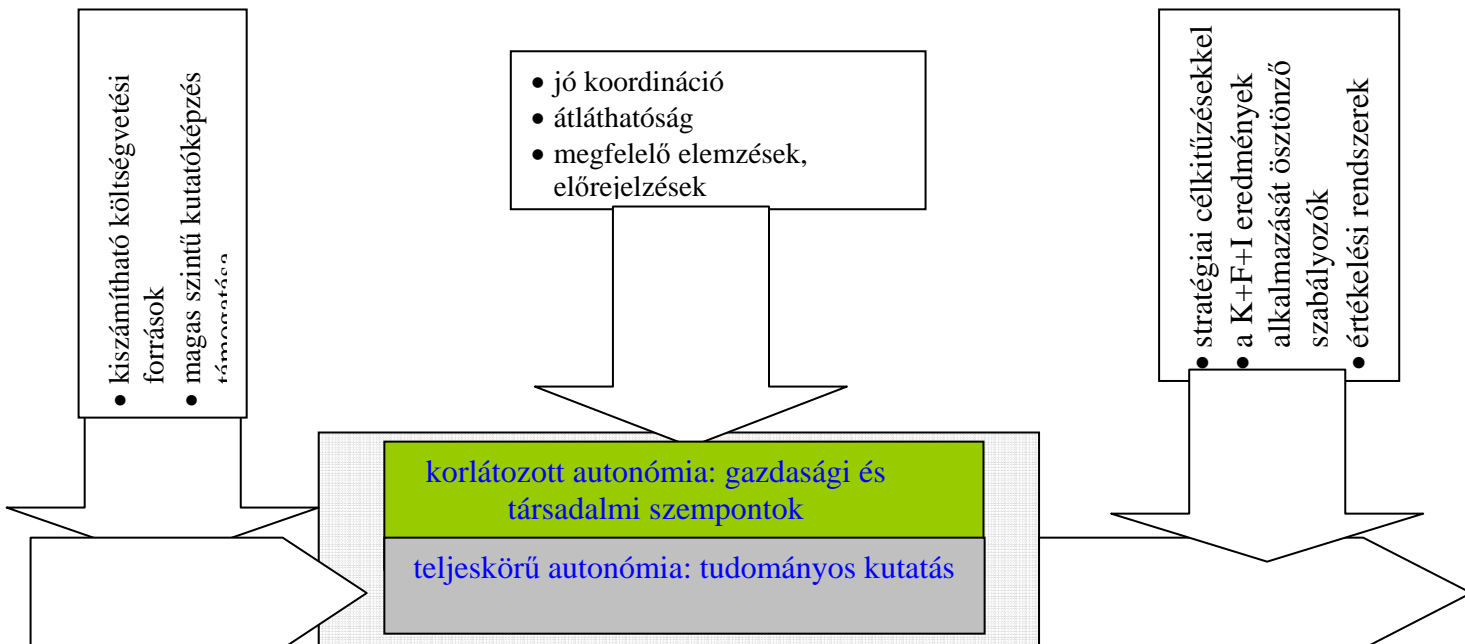 • kiszámítható költségvetési
források
• magas szintű kutatóképzés
támogatása
• jó koordináció
• átláthatóság
• megfelelő elemzések,
előrejelzések
• stratégiai célkitűzésekkel
• a K+F+I eredmények
alkalmazását ösztönző
szabályozók
• értékelési rendszerek
korlátozott autonómia: gazdasági és
társadalmi szempontok
teljeskörű autonómia: tudományos kutatás